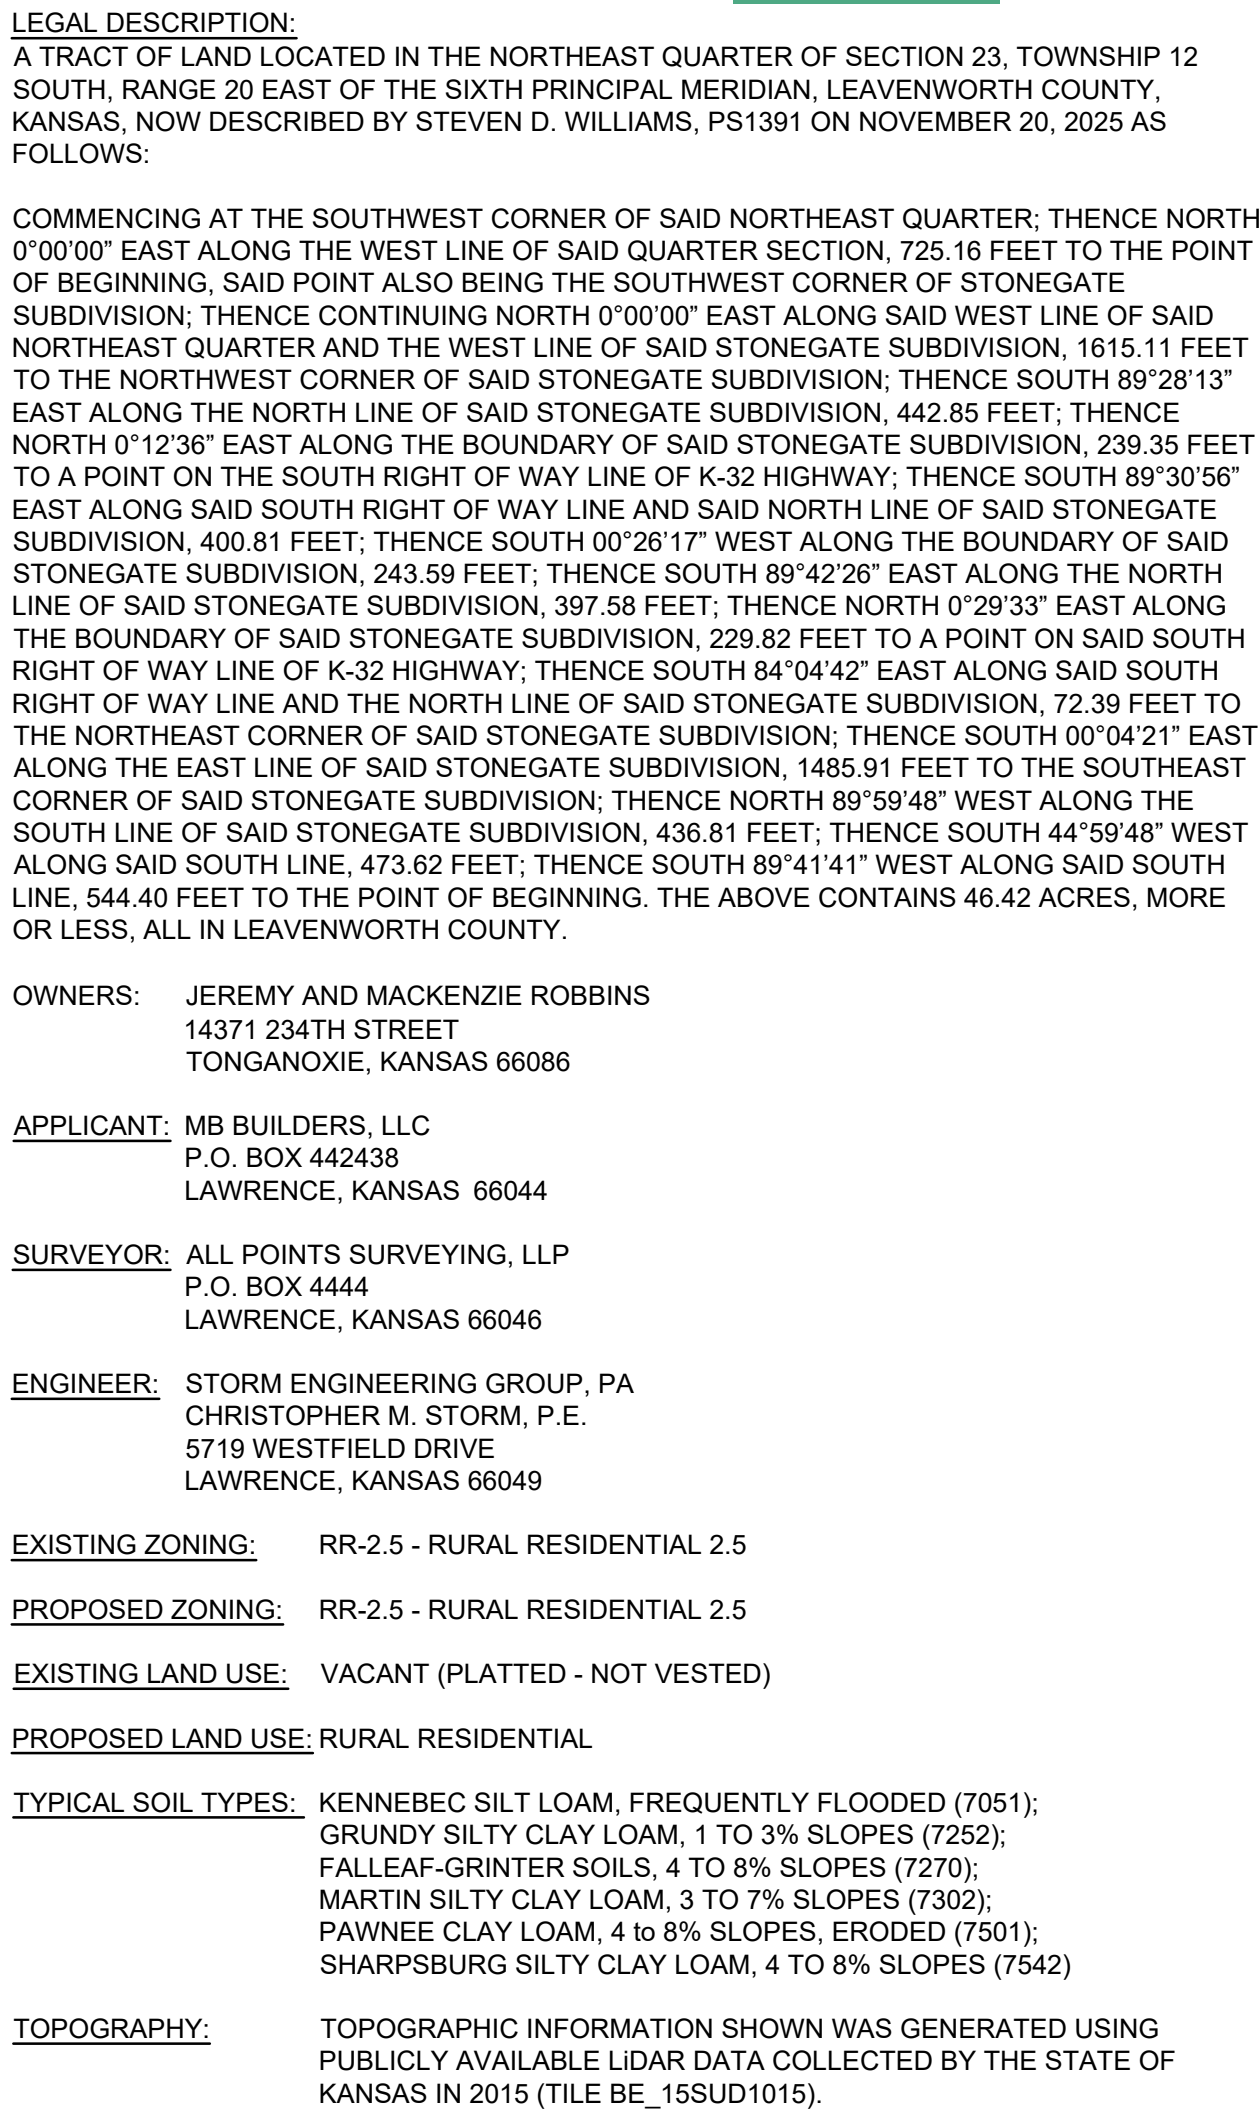 LEGAL DESCRIPTION:
A TRACT OF LAND LOCATED IN THE NORTHEAST QUARTER OF SECTION 23, TOWNSHIP 12
SOUTH, RANGE 20 EAST OF THE SIXTH PRINCIPAL MERIDIAN, LEAVENWORTH COUNTY,
KANSAS, NOW DESCRIBED BY STEVEN D. WILLIAMS, PS1391 ON NOVEMBER 20, 2025 AS
FOLLOWS:
COMMENCING AT THE SOUTHWEST CORNER OF SAID NORTHEAST QUARTER; THENCE NORTH
0°00’00” EAST ALONG THE WEST LINE OF SAID QUARTER SECTION, 725.16 FEET TO THE POINT
OF BEGINNING, SAID POINT ALSO BEING THE SOUTHWEST CORNER OF STONEGATE
SUBDIVISION; THENCE CONTINUING NORTH 0°00’00” EAST ALONG SAID WEST LINE OF SAID
NORTHEAST QUARTER AND THE WEST LINE OF SAID STONEGATE SUBDIVISION, 1615.11 FEET
TO THE NORTHWEST CORNER OF SAID STONEGATE SUBDIVISION; THENCE SOUTH 89°28’13”
EAST ALONG THE NORTH LINE OF SAID STONEGATE SUBDIVISION, 442.85 FEET; THENCE
NORTH 0°12’36” EAST ALONG THE BOUNDARY OF SAID STONEGATE SUBDIVISION, 239.35 FEET
TO A POINT ON THE SOUTH RIGHT OF WAY LINE OF K-32 HIGHWAY; THENCE SOUTH 89°30’56”
EAST ALONG SAID SOUTH RIGHT OF WAY LINE AND SAID NORTH LINE OF SAID STONEGATE
SUBDIVISION, 400.81 FEET; THENCE SOUTH 00°26’17” WEST ALONG THE BOUNDARY OF SAID
STONEGATE SUBDIVISION, 243.59 FEET; THENCE SOUTH 89°42’26” EAST ALONG THE NORTH
LINE OF SAID STONEGATE SUBDIVISION, 397.58 FEET; THENCE NORTH 0°29’33” EAST ALONG
THE BOUNDARY OF SAID STONEGATE SUBDIVISION, 229.82 FEET TO A POINT ON SAID SOUTH
RIGHT OF WAY LINE OF K-32 HIGHWAY; THENCE SOUTH 84°04’42” EAST ALONG SAID SOUTH
RIGHT OF WAY LINE AND THE NORTH LINE OF SAID STONEGATE SUBDIVISION, 72.39 FEET TO
THE NORTHEAST CORNER OF SAID STONEGATE SUBDIVISION; THENCE SOUTH 00°04’21” EAST
ALONG THE EAST LINE OF SAID STONEGATE SUBDIVISION, 1485.91 FEET TO THE SOUTHEAST
CORNER OF SAID STONEGATE SUBDIVISION; THENCE NORTH 89°59’48” WEST ALONG THE
SOUTH LINE OF SAID STONEGATE SUBDIVISION, 436.81 FEET; THENCE SOUTH 44°59’48” WEST
ALONG SAID SOUTH LINE, 473.62 FEET; THENCE SOUTH 89°41’41” WEST ALONG SAID SOUTH
LINE, 544.40 FEET TO THE POINT OF BEGINNING. THE ABOVE CONTAINS 46.42 ACRES, MORE
OR LESS, ALL IN LEAVENWORTH COUNTY.
OWNERS: JEREMY AND MACKENZIE ROBBINS
14371 234TH STREET
TONGANOXIE, KANSAS 66086
APPLICANT: MB BUILDERS, LLC
P.O. BOX 442438
LAWRENCE, KANSAS 66044
SURVEYOR: ALL POINTS SURVEYING, LLP
P.O. BOX 4444
LAWRENCE, KANSAS 66046
ENGINEER: STORM ENGINEERING GROUP, PA
CHRISTOPHER M. STORM, P.E.
5719 WESTFIELD DRIVE
LAWRENCE, KANSAS 66049
EXISTING ZONING: RR-2.5 - RURAL RESIDENTIAL 2.5
PROPOSED ZONING: RR-2.5 - RURAL RESIDENTIAL 2.5
EXISTING LAND USE: VACANT (PLATTED - NOT VESTED)
PROPOSED LAND USE: RURAL RESIDENTIAL
TYPICAL SOIL TYPES: KENNEBEC SILT LOAM, FREQUENTLY FLOODED (7051);
GRUNDY SILTY CLAY LOAM, 1 TO 3% SLOPES (7252);
FALLEAF-GRINTER SOILS, 4 TO 8% SLOPES (7270);
MARTIN SILTY CLAY LOAM, 3 TO 7% SLOPES (7302);
PAWNEE CLAY LOAM, 4 to 8% SLOPES, ERODED (7501);
SHARPSBURG SILTY CLAY LOAM, 4 TO 8% SLOPES (7542)
TOPOGRAPHY: TOPOGRAPHIC INFORMATION SHOWN WAS GENERATED USING
PUBLICLY AVAILABLE LiDAR DATA COLLECTED BY THE STATE OF
KANSAS IN 2015 (TILE BE_15SUD1015).